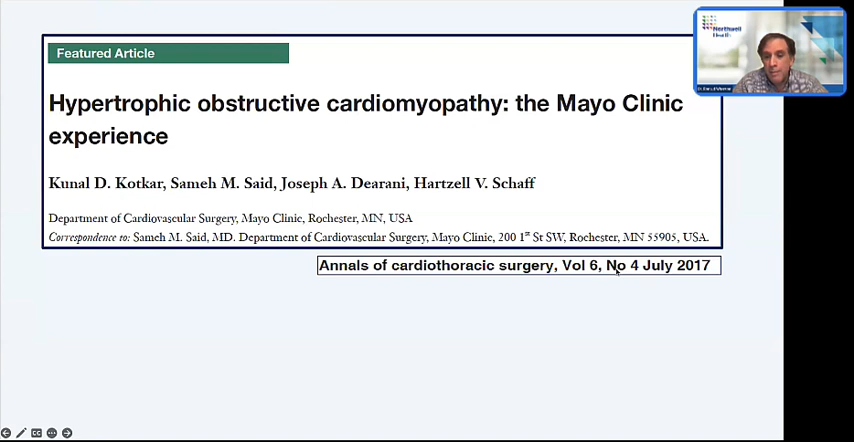 Featured Article
Hypertrophic obstructive cardiomyopathy: the Mayo Clinic
experience
Kunal D. Kotkar, Sameh M. Said, Joseph A. Dearani, Hartzell V. Schaff
Department of Cardiovascular Surgery, Mayo Clinic, Rochester, MN, USA
Correspondence to: Sameh M. Said, MD. Department of Cardiovascular Surgery, Mayo Clinic, 200 1st St SW, Rochester, MN 55905, USA.
Annals of cardiothoracic surgery, Vol 6, No 4 July 2017
Northwell
Health